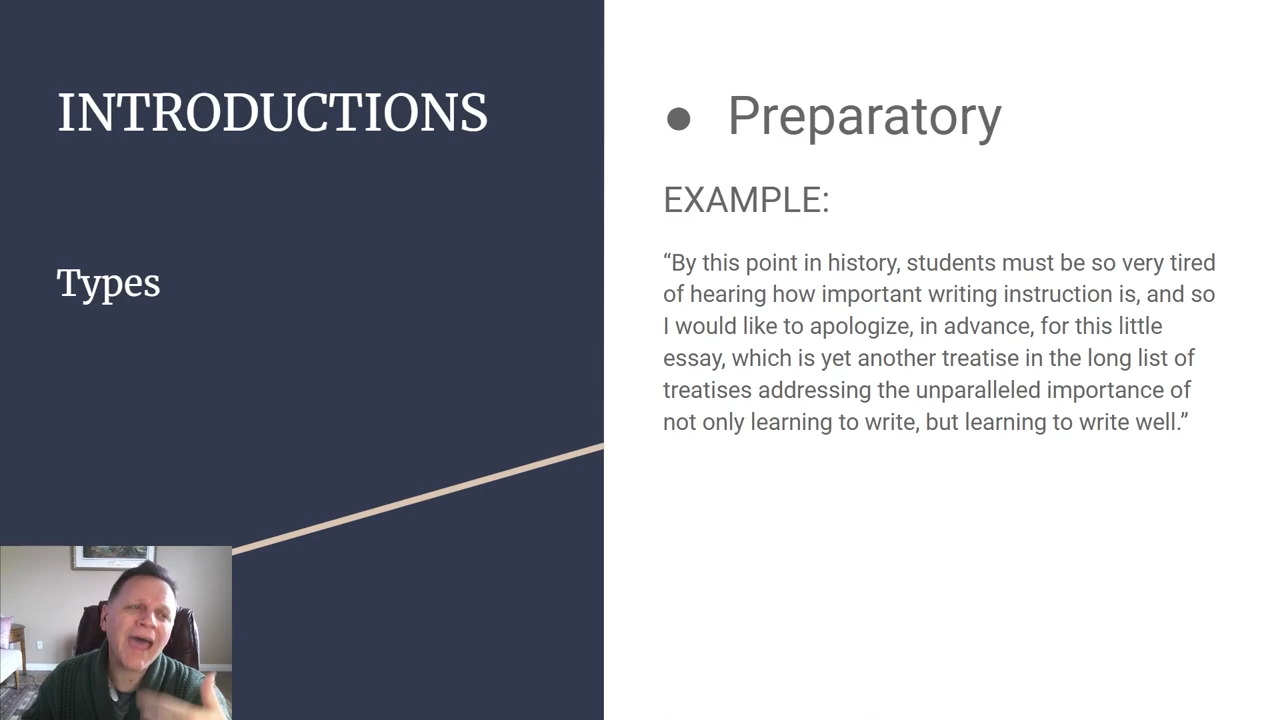 INTRODUCTIONS
Types
● Preparatory
EXAMPLE:
“By this point in history, students must be so very tired
of hearing how important writing instruction is, and so
I would like to apologize, in advance, for this little
essay, which is yet another treatise in the long list of
treatises addressing the unparalleled importance of
not only learning to write, but learning to write well.”